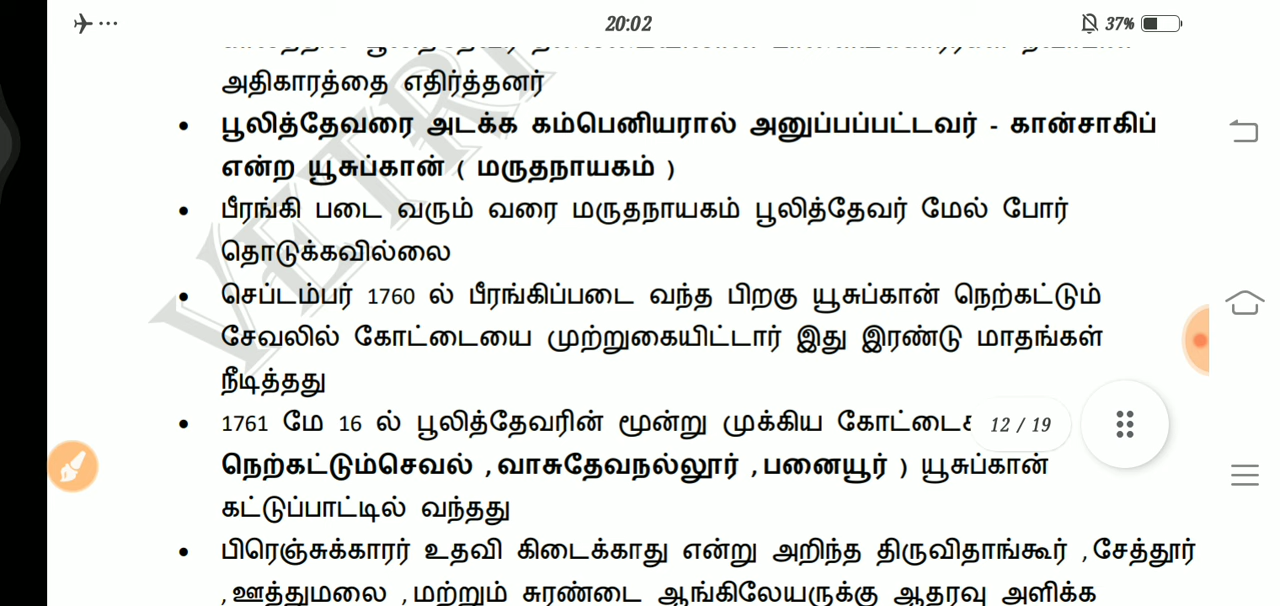 20:02
37%
அதிகாரத்தை எதிர்த்தனர்
• பூலித்தேவரை அடக்க கம்பெனியரால் அனுப்பப்பட்டவர் - கான்சாகிப்
என்ற யூசுப்கான் ( மருதநாயகம் )
• பீரங்கி படை வரும் வரை மருதநாயகம் பூலித்தேவர் மேல் போர்
தொடுக்கவில்லை
• செப்டம்பர் 1760 ல் பீரங்கிப்படை வந்த பிறகு யூசுப்கான் நெற்கட்டும்
சேவலில் கோட்டையை முற்றுகையிட்டார் இது இரண்டு மாதங்கள்
நீடித்தது
• 1761 மே 16 ல் பூலித்தேவரின் மூன்று முக்கிய
12 / 19
நெற்கட்டும்செவல் ,வாசுதேவநல்லூர் ,பனையூர் ) யூசுப்கான்
கட்டுப்பாட்டில் வந்தது
• பிரெஞ்சுக்காரர் உதவி கிடைக்காது என்று அறிந்த திருவிதாங்கூர் ,சேத்தூர்
,ஊத்துமலை ,மற்றும் சுரண்டை ஆங்கிலேயருக்கு ஆதரவு அளிக்க